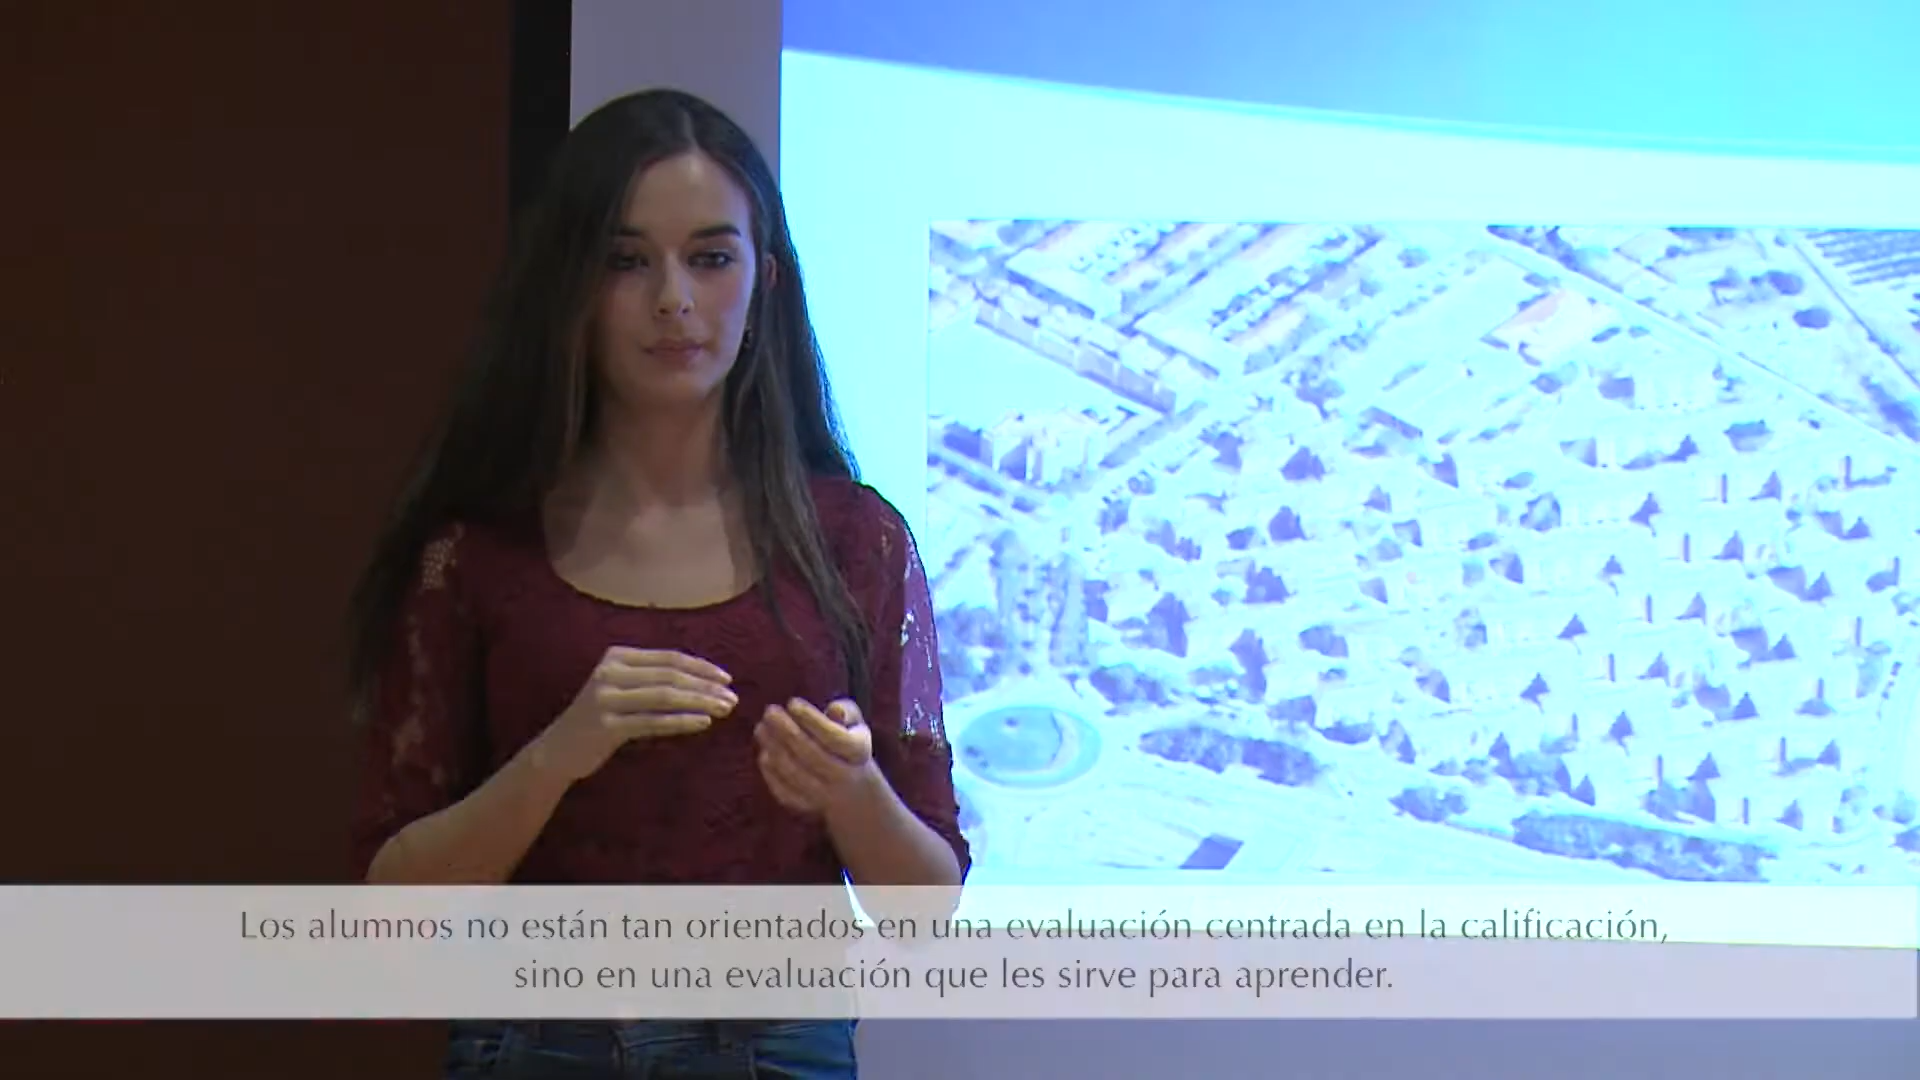 Los alumnos no están tan orientados en una evaluación centrada en la calificación,
sino en una evaluación que les sirve para aprender.